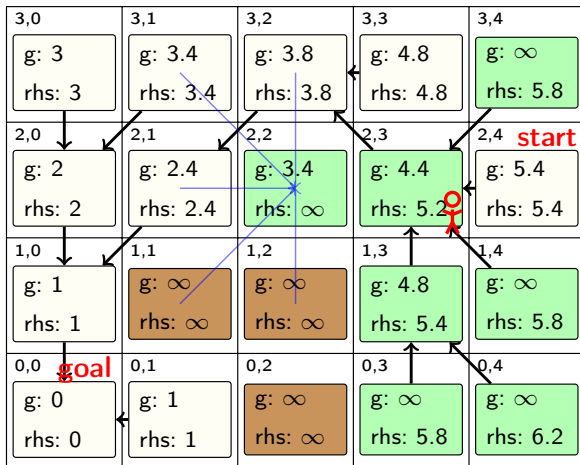 3,0 3,1 3,2 3,3 3,4
g: 3 g: 3.4 g: 3.8 g: 4.8 g: ∞
rhs: 3 rhs: 3.4 rhs: 3.8 rhs: 4.8 rhs: 5.8
2,0 2,1 2,2 2,3 2,4 start
g: 2 g: 2.4 g: 3.4 g: 4.4 g: 5.4
rhs: 2 rhs: 2.4 rhs: ∞ rhs: 5.2 rhs: 5.4
1,0 1,1 1,2 1,3 1,4
g: 1 g: ∞ g: ∞ g: 4.8 g: ∞
rhs: 1 rhs: ∞ rhs: ∞ rhs: 5.4 rhs: 5.8
0,0 goal 0,1 0,2 0,3 0,4
g: 0 g: 1 g: ∞ g: ∞ g: ∞
rhs: 0 rhs: 1 rhs: ∞ rhs: 5.8 rhs: 6.2